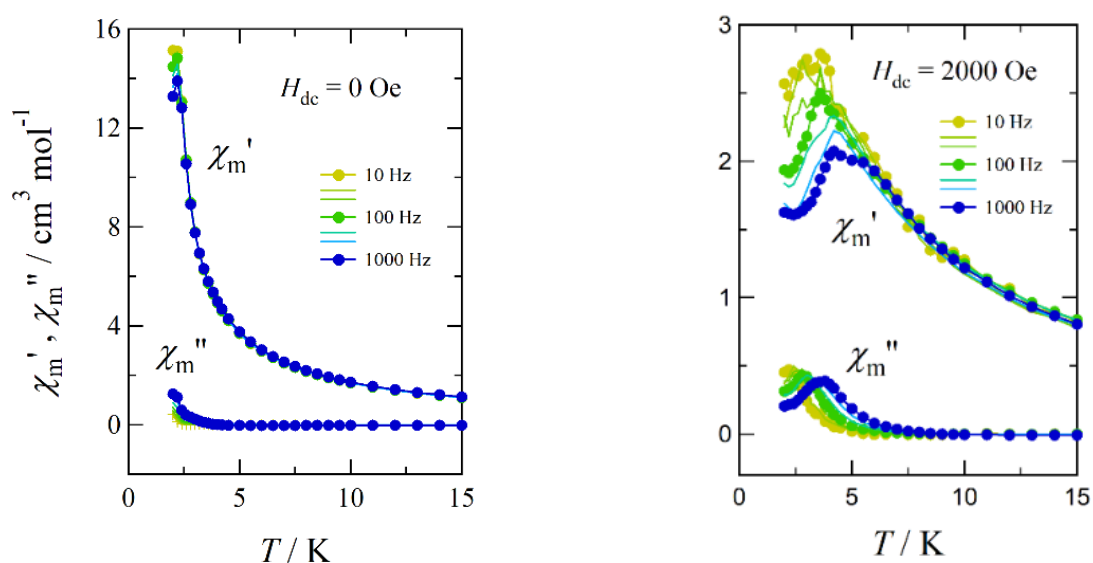 χm', χm" / cm³ mol⁻¹
16
12
8
4
0
Hdc = 0 Oe
χm'
10 Hz
100 Hz
1000 Hz
χm"
0 5 10 15
T / K
3
2
1
0
Hdc = 2000 Oe
10 Hz
100 Hz
1000 Hz
χm'
χm"
0 5 10 15
T / K